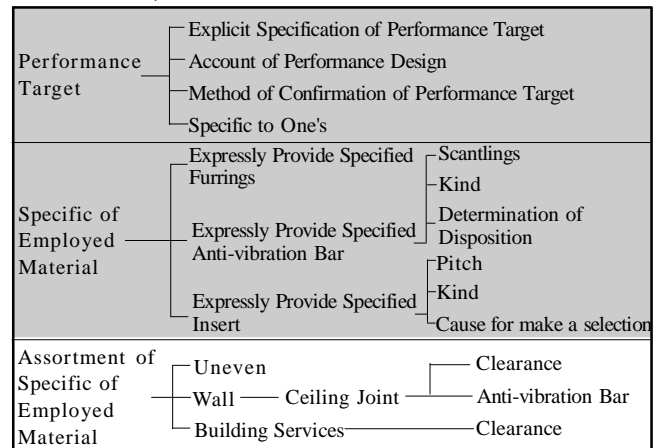 Performance
Target
Explicit Specification of Performance Target
Account of Performance Design
Method of Confirmation of Performance Target
Specific to One's
Specific of
Employed
Material
Expressly Provide Specified
Furrings
Expressly Provide Specified
Anti-vibration Bar
Scantlings
Kind
Determination of
Disposition
Expressly Provide Specified
Insert
Pitch
Kind
Cause for make a selection
Assortment of
Specific of
Employed
Material
Uneven
Wall
Ceiling Joint
Clearance
Anti-vibration Bar
Building Services
Clearance